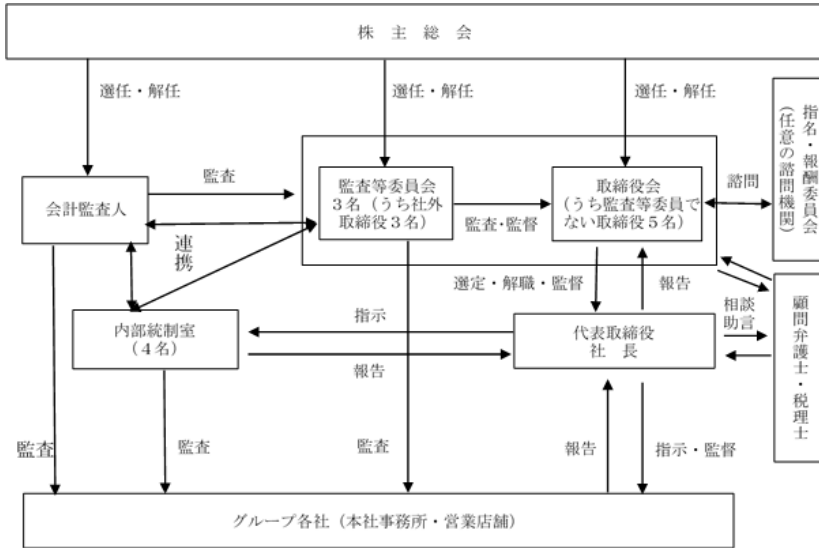 株主総会
選任・解任
選任・解任
選任・解任
指名・報酬委員会
(任意の諮問機関)
会計監査人
監査
監査等委員会
3名(うち社外
取締役3名)
監査・監督
取締役会
(うち監査等委員で
ない取締役5名)
諮問
連携
選定・解職・監督
報告
相談
助言
顧問弁護士・税理士
内部統制室
(4名)
指示
報告
代表取締役
社 長
監査
監査
監査
報告
指示・監督
グループ各社(本社事務所・営業店舗)